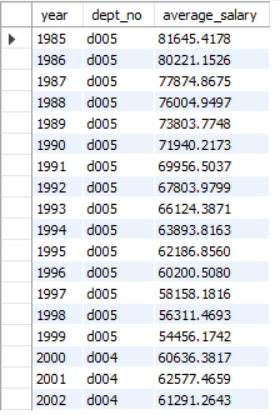 year dept_no average_salary
1985 d005 81645.4178
1986 d005 80221.1526
1987 d005 77874.8675
1988 d005 76004.9497
1989 d005 73803.7748
1990 d005 71940.2173
1991 d005 69956.5037
1992 d005 67803.9799
1993 d005 66124.3871
1994 d005 63893.8163
1995 d005 62186.8560
1996 d005 60200.5080
1997 d005 58158.1816
1998 d005 56311.4693
1999 d005 54456.1742
2000 d004 60636.3817
2001 d004 62577.4659
2002 d004 61291.2643